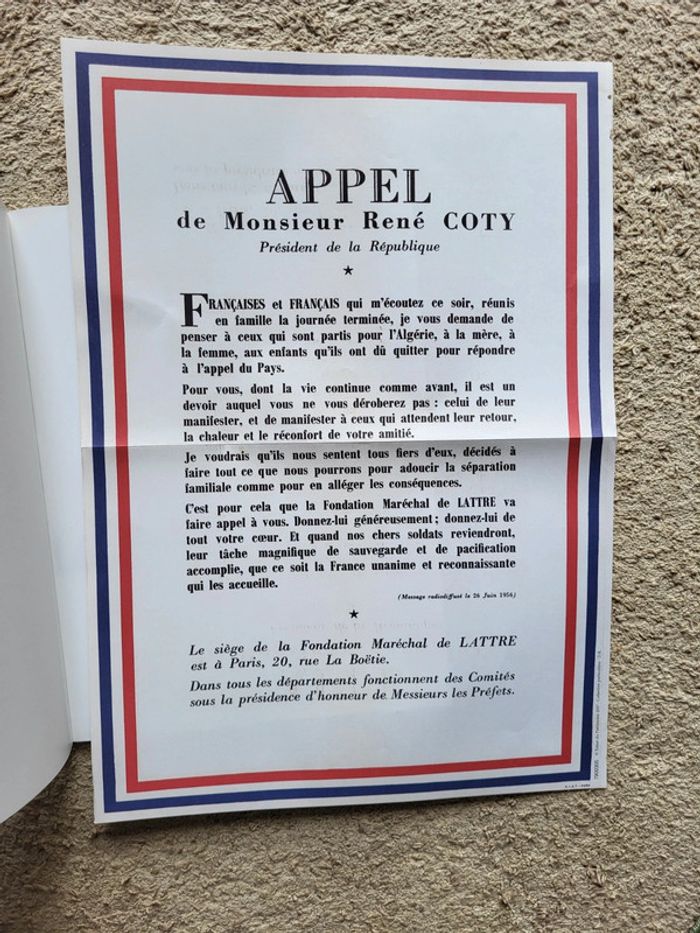 APPEL
de Monsieur René COTY
Président de la République
★
FRANÇAISES et FRANÇAIS qui m'écoutez ce soir, réunis
en famille la journée terminée, je vous demande de
penser à ceux qui sont partis pour l'Algérie, à la mère, à
la femme, aux enfants qu'ils ont dû quitter pour répondre
à l'appel du Pays.
Pour vous, dont la vie continue comme avant, il est un
devoir auquel vous ne vous déroberez pas : celui de leur
manifester, et de manifester à ceux qui attendent leur retour,
la chaleur et le réconfort de votre amitié.
Je voudrais qu'ils nous sentent tous fiers d'eux, décidés à
faire tout ce que nous pourrons pour adoucir la séparation
familiale comme pour en alléger les conséquences.
C'est pour cela que la Fondation Maréchal de LATTRE va
faire appel à vous. Donnez-lui généreusement ; donnez-lui de
tout votre cœur. Et quand nos chers soldats reviendront,
leur tâche magnifique de sauvegarde et de pacification
accomplie, que ce soit la France unanime et reconnaissante
qui les accueille.
(Message radiodiffusé le 26 Juin 1956)
★
Le siège de la Fondation Maréchal de LATTRE
est à Paris, 20, rue La Boëtie.
Dans tous les départements fonctionnent des Comités
sous la présidence d'honneur de Messieurs les Préfets.